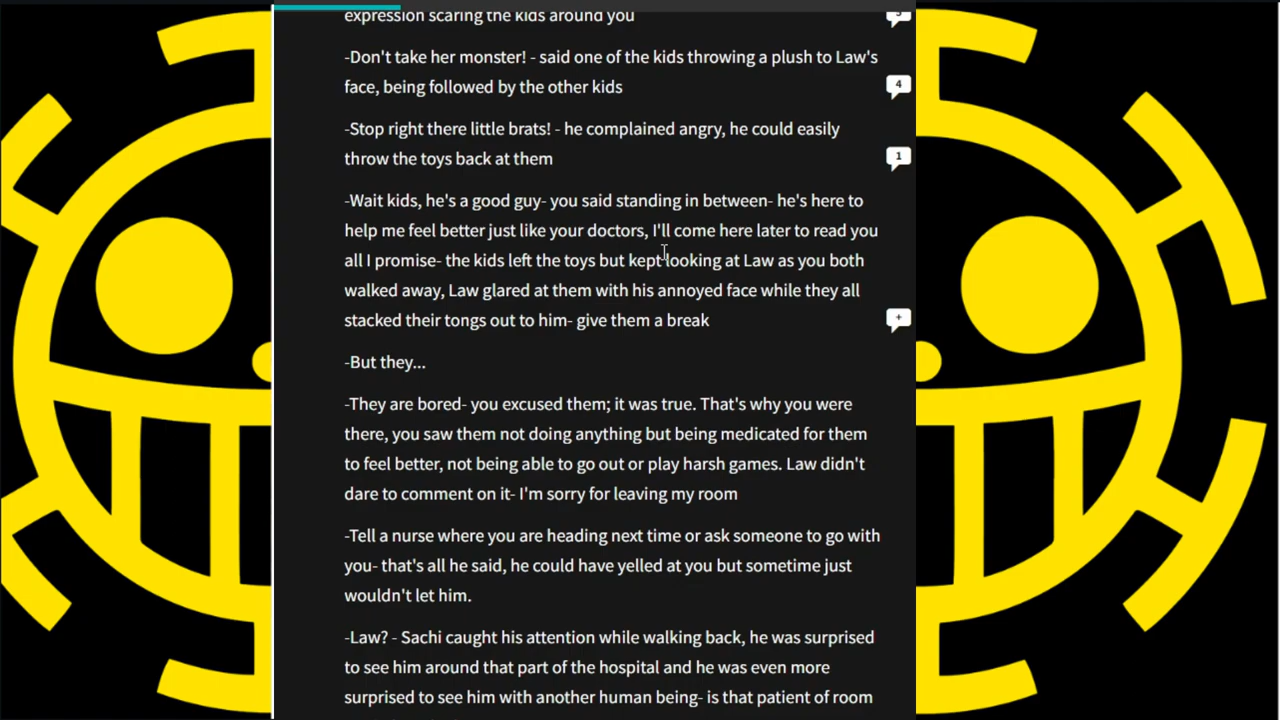 expression scaring the kids around you
-Don't take her monster! - said one of the kids throwing a plush to Law's
face, being followed by the other kids
4
-Stop right there little brats! - he complained angry, he could easily
throw the toys back at them
1
-Wait kids, he's a good guy- you said standing in between- he's here to
help me feel better just like your doctors, I'll come here later to read you
all I promise- the kids left the toys but kept looking at Law as you both
walked away, Law glared at them with his annoyed face while they all
stacked their tongs out to him- give them a break
+
-But they...
-They are bored- you excused them; it was true. That's why you were
there, you saw them not doing anything but being medicated for them
to feel better, not being able to go out or play harsh games. Law didn't
dare to comment on it- I'm sorry for leaving my room
-Tell a nurse where you are heading next time or ask someone to go with
you- that's all he said, he could have yelled at you but sometime just
wouldn't let him.
-Law? - Sachi caught his attention while walking back, he was surprised
to see him around that part of the hospital and he was even more
surprised to see him with another human being- is that patient of room